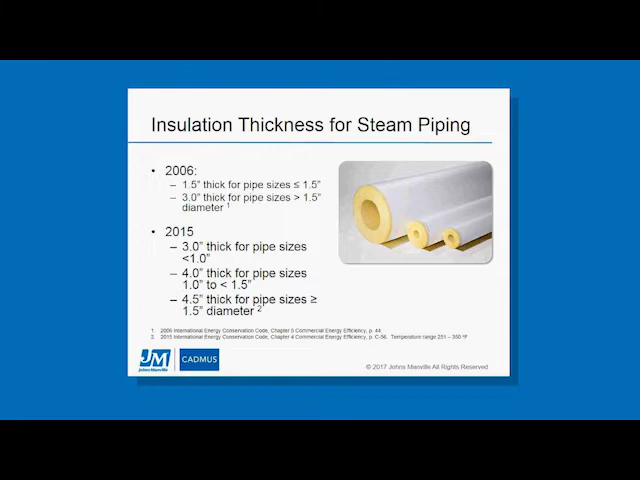 Insulation Thickness for Steam Piping
• 2006:
– 1.5” thick for pipe sizes ≤ 1.5”
– 3.0” thick for pipe sizes > 1.5”
diameter 1
• 2015
– 3.0” thick for pipe sizes
<1.0”
– 4.0” thick for pipe sizes
1.0” to < 1.5”
– 4.5” thick for pipe sizes ≥
1.5” diameter 2
1. 2006 International Energy Conservation Code, Chapter 5 Commercial Energy Efficiency, p. 44.
2. 2015 International Energy Conservation Code, Chapter 4 Commercial Energy Efficiency, p. C-56. Temperature range 251 – 350 ºF
JM
Johns Manville
CADMUS
© 2017 Johns Manville All Rights Reserved